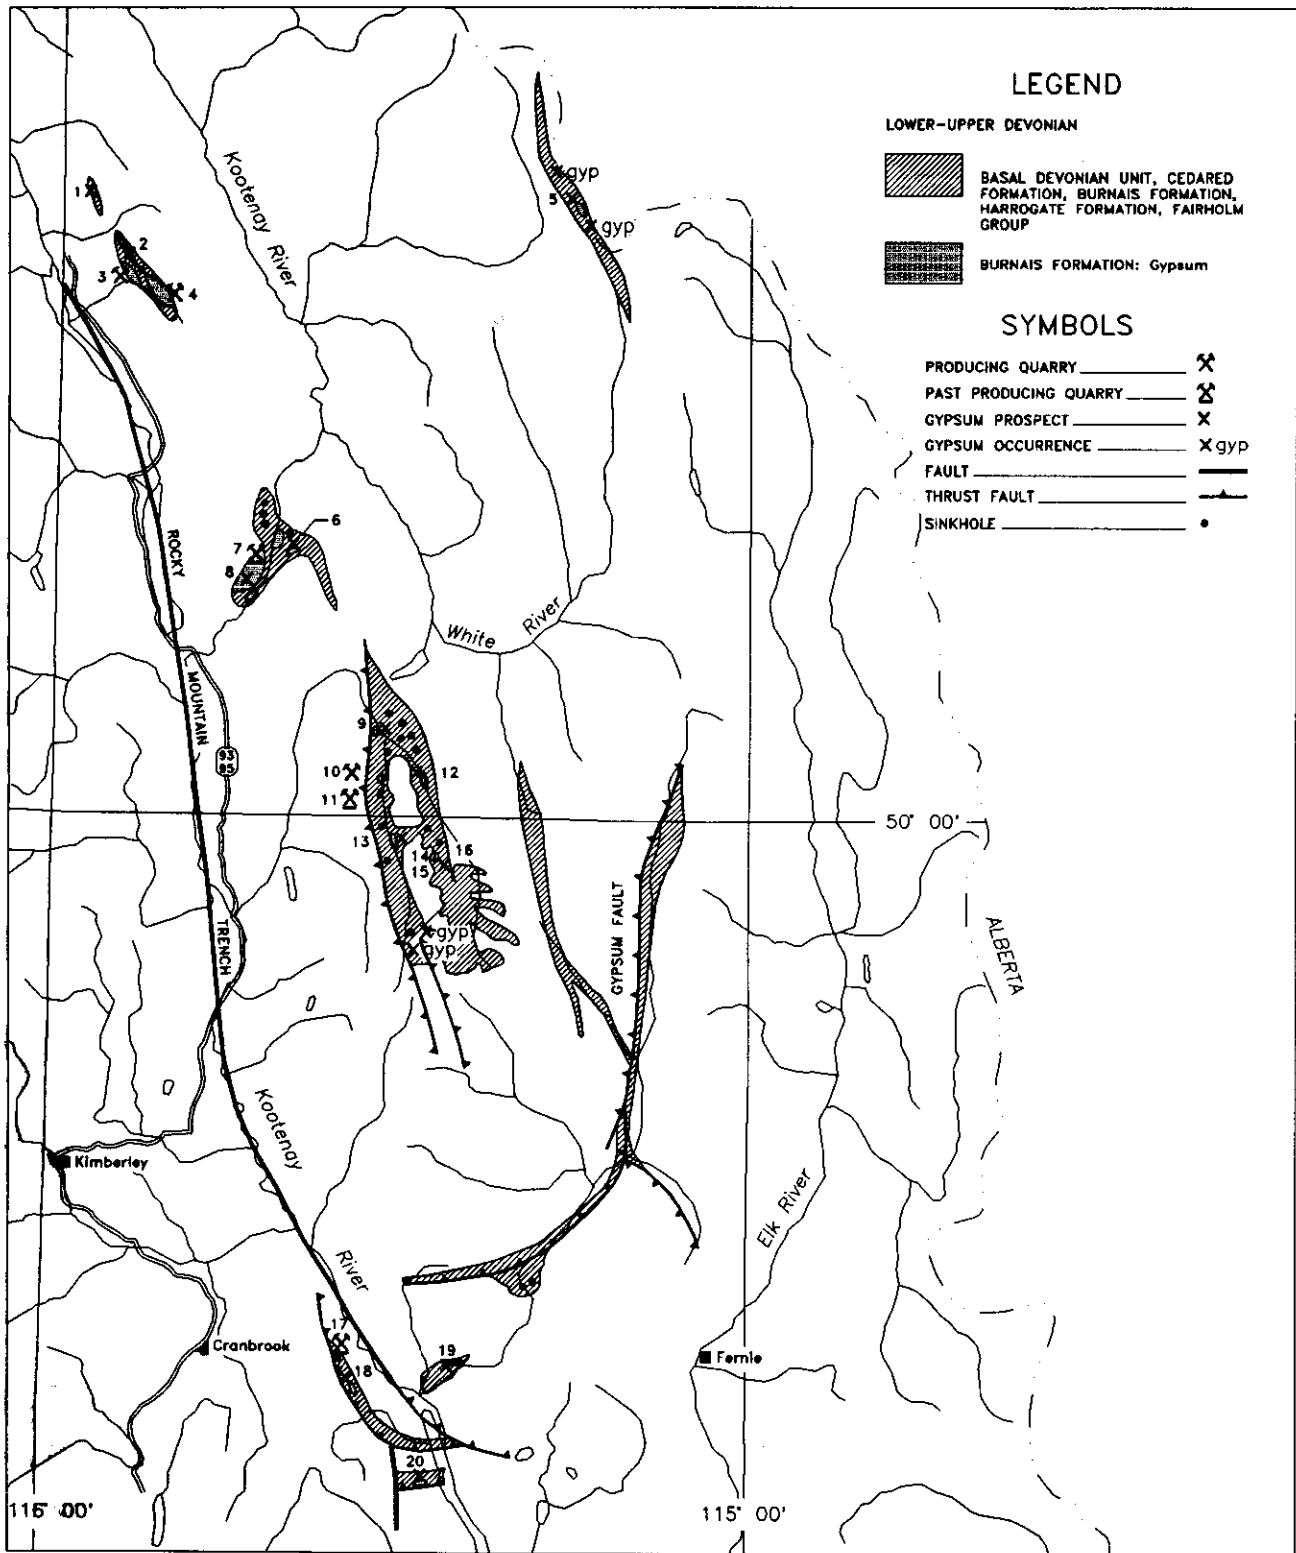 LEGEND
LOWER-UPPER DEVONIAN
BASAL DEVONIAN UNIT, CEDARED
FORMATION, BURNAIS FORMATION,
HARROGATE FORMATION, FAIRHOLM
GROUP
BURNAIS FORMATION: Gypsum
SYMBOLS
PRODUCING QUARRY
PAST PRODUCING QUARRY
GYPSUM PROSPECT
GYPSUM OCCURRENCE
gyp
FAULT
THRUST FAULT
SINKHOLE
Kootenay River
gyp
5
gyp
1
2
3
4
6
7
8
ROCKY
MOUNTAIN
TRENCH
White River
93
95
9
10
11
12
13
14
15
16
50° 00'
gyp
gyp
GYPSUM FAULT
ALBERTA
Kootenay
River
Kimberley
Elk River
Cranbrook
17
18
19
Fernie
20
116° 00'
115° 00'